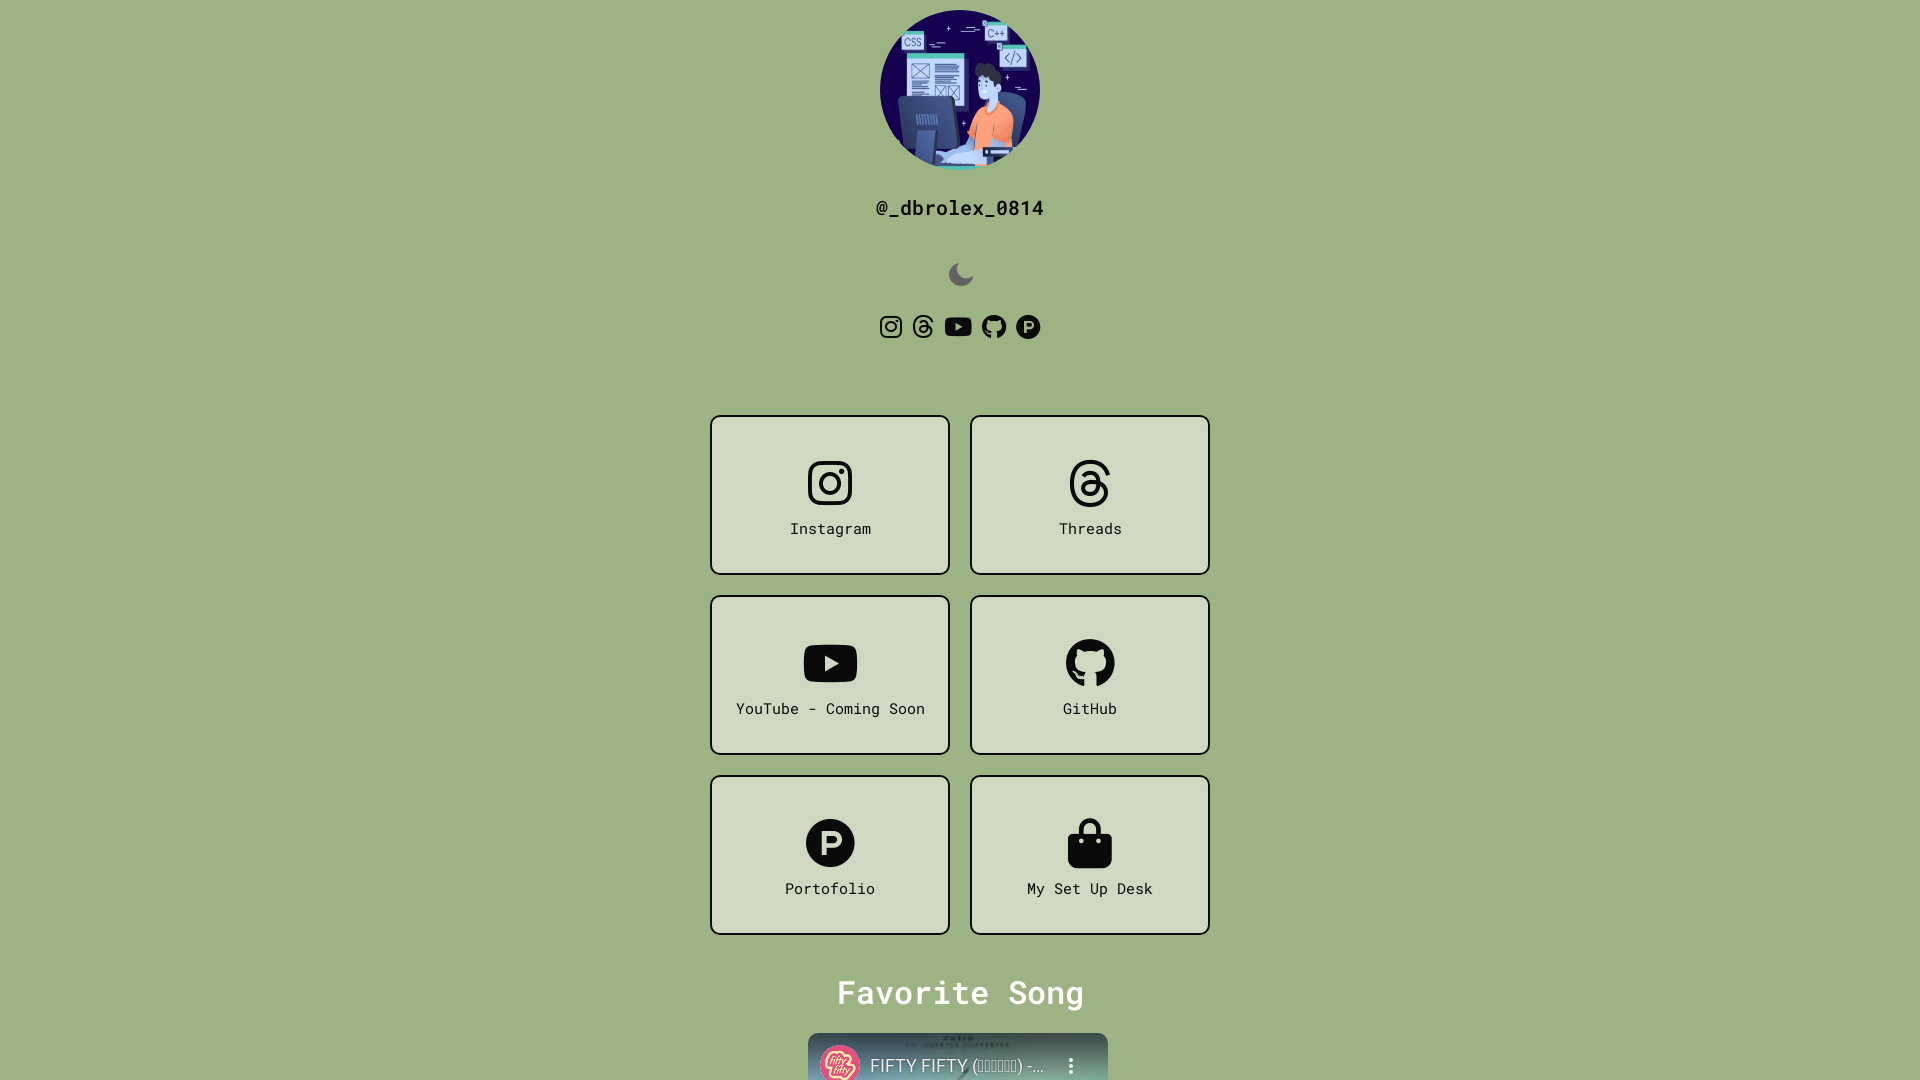 CSS
C++
</>
@_dbrolex_0814
Instagram
Threads
YouTube - Coming Soon
GitHub
Portofolio
My Set Up Desk
Favorite Song
fifty fifty
FIFTY FIFTY (▯▯▯▯▯▯) -...